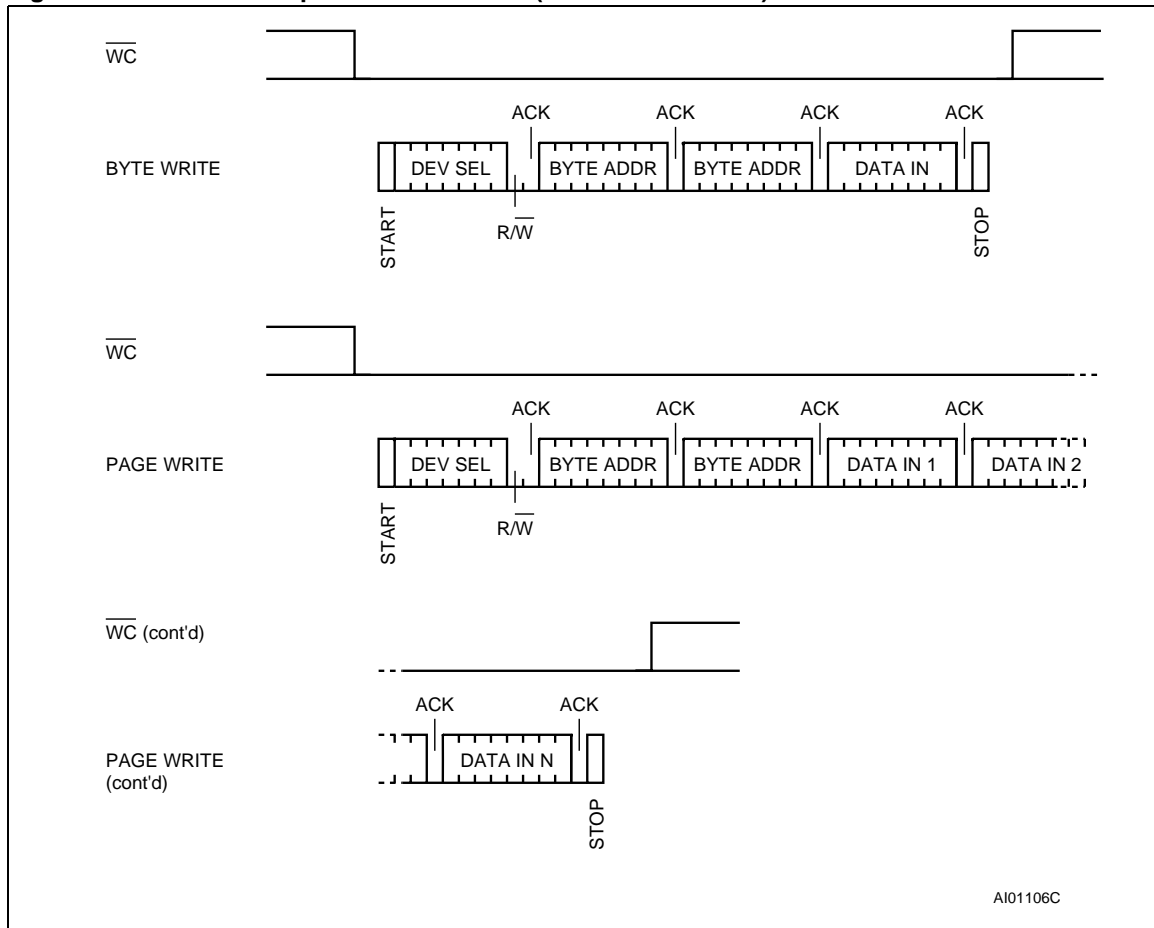 WC
ACK ACK ACK ACK
BYTE WRITE DEV SEL BYTE ADDR BYTE ADDR DATA IN
R/W
START STOP
WC
ACK ACK ACK ACK
PAGE WRITE DEV SEL BYTE ADDR BYTE ADDR DATA IN 1 DATA IN 2
R/W
START
WC (cont'd)
ACK ACK
PAGE WRITE DATA IN N
(cont'd)
STOP
AI01106C